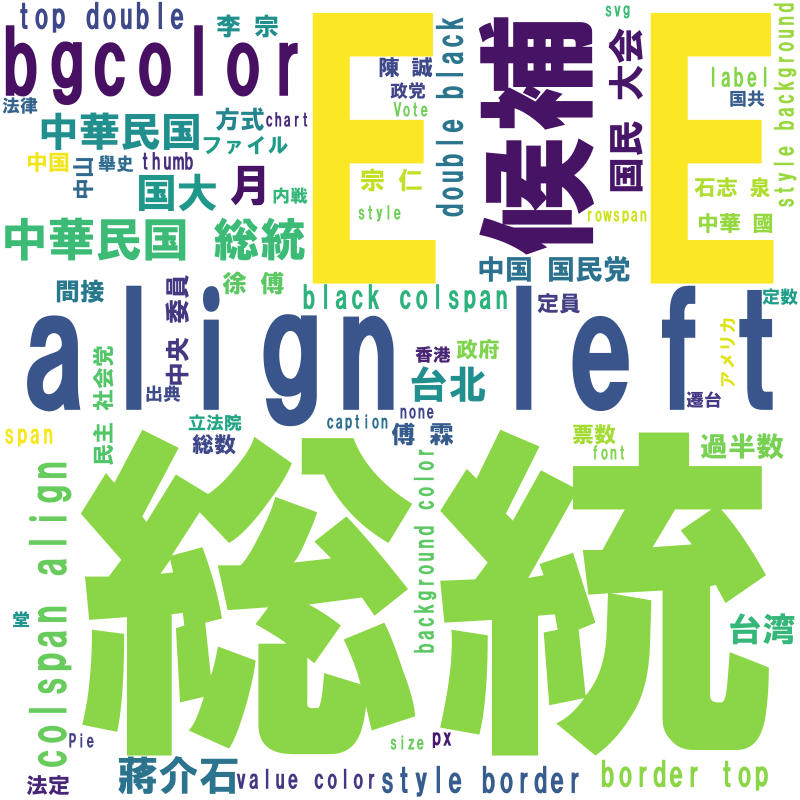 top double
李 宗
svg
bgcolor
E E
候補
国民 大会
陳 誠
政党
Vote
double black
label
国共
style background
法律
中華民国
方式
chart
ファイル
中国
中山
舉史
thumb
国大
月
内戦
宗 仁
style
石志 泉
rowspan
中華 國
中華民国 総統
中国 国民党
徐 傅
間接
中央 委員
black colspan
定員
定数
align left
民主 社会党
出典
香港
政府
台北
アメリカ
遷台
none
caption
傅 霖
立法院
総数
span
票数
font
過半数
総統
colspan align
background color
堂
台湾
Pie
size
px
法定
蔣介石
value color
style border
border top